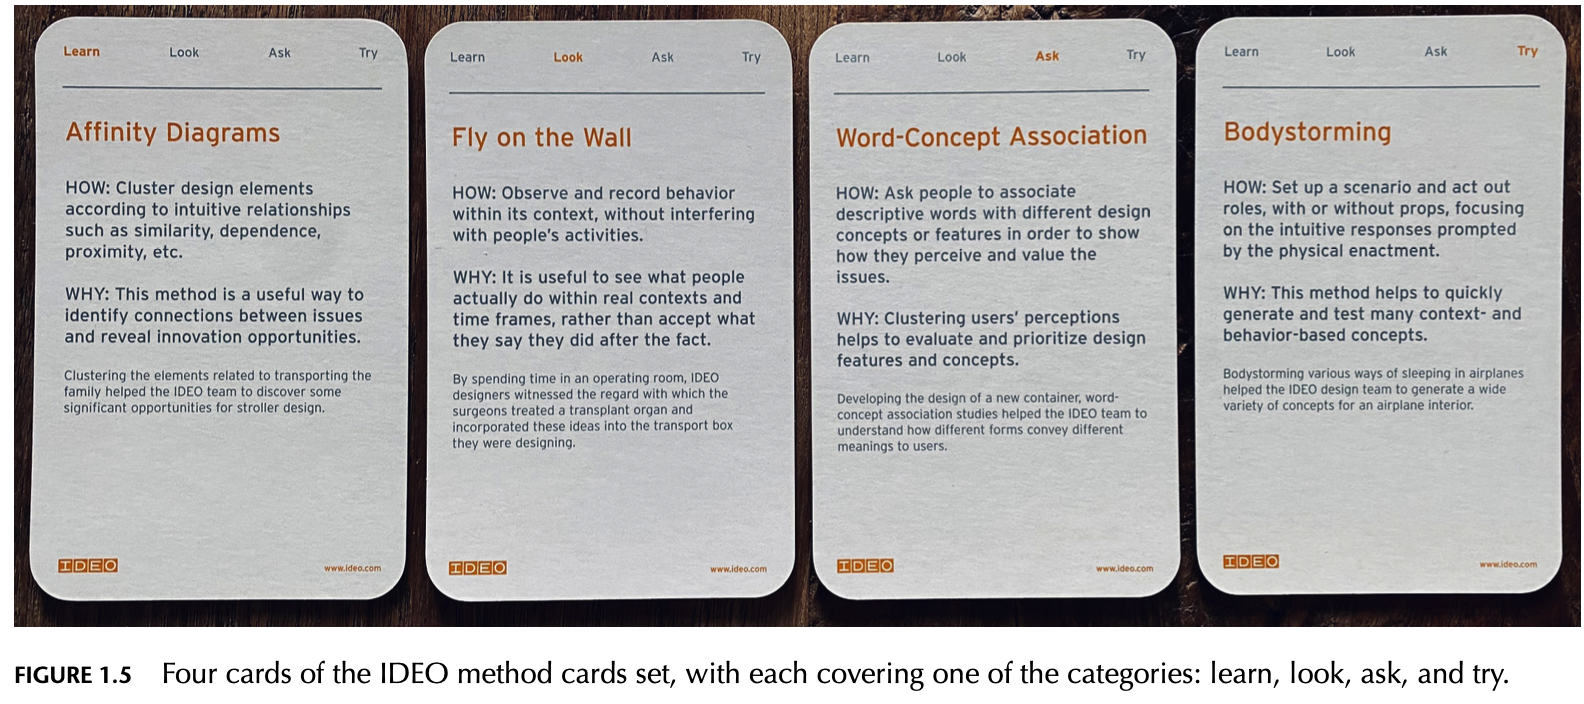 Learn Look Ask Try
Affinity Diagrams
HOW: Cluster design elements
according to intuitive relationships
such as similarity, dependence,
proximity, etc.
WHY: This method is a useful way to
identify connections between issues
and reveal innovation opportunities.
Clustering the elements related to transporting the
family helped the IDEO team to discover some
significant opportunities for stroller design.
IDEO www.ideo.com
Learn Look Ask Try
Fly on the Wall
HOW: Observe and record behavior
within its context, without interfering
with people's activities.
WHY: It is useful to see what people
actually do within real contexts and
time frames, rather than accept what
they say they did after the fact.
By spending time in an operating room, IDEO
designers witnessed the regard with which the
surgeons treated a transplant organ and
incorporated these ideas into the transport box
they were designing.
IDEO www.ideo.com
Learn Look Ask Try
Word-Concept Association
HOW: Ask people to associate
descriptive words with different design
concepts or features in order to show
how they perceive and value the
issues.
WHY: Clustering users' perceptions
helps to evaluate and prioritize design
features and concepts.
Developing the design of a new container, word-
concept association studies helped the IDEO team to
understand how different forms convey different
meanings to users.
IDEO www.ideo.com
Learn Look Ask Try
Bodystorming
HOW: Set up a scenario and act out
roles, with or without props, focusing
on the intuitive responses prompted
by the physical enactment.
WHY: This method helps to quickly
generate and test many context- and
behavior-based concepts.
Bodystorming various ways of sleeping in airplanes
helped the IDEO design team to generate a wide
variety of concepts for an airplane interior.
IDEO www.ideo.com
FIGURE 1.5 Four cards of the IDEO method cards set, with each covering one of the categories: learn, look, ask, and try.